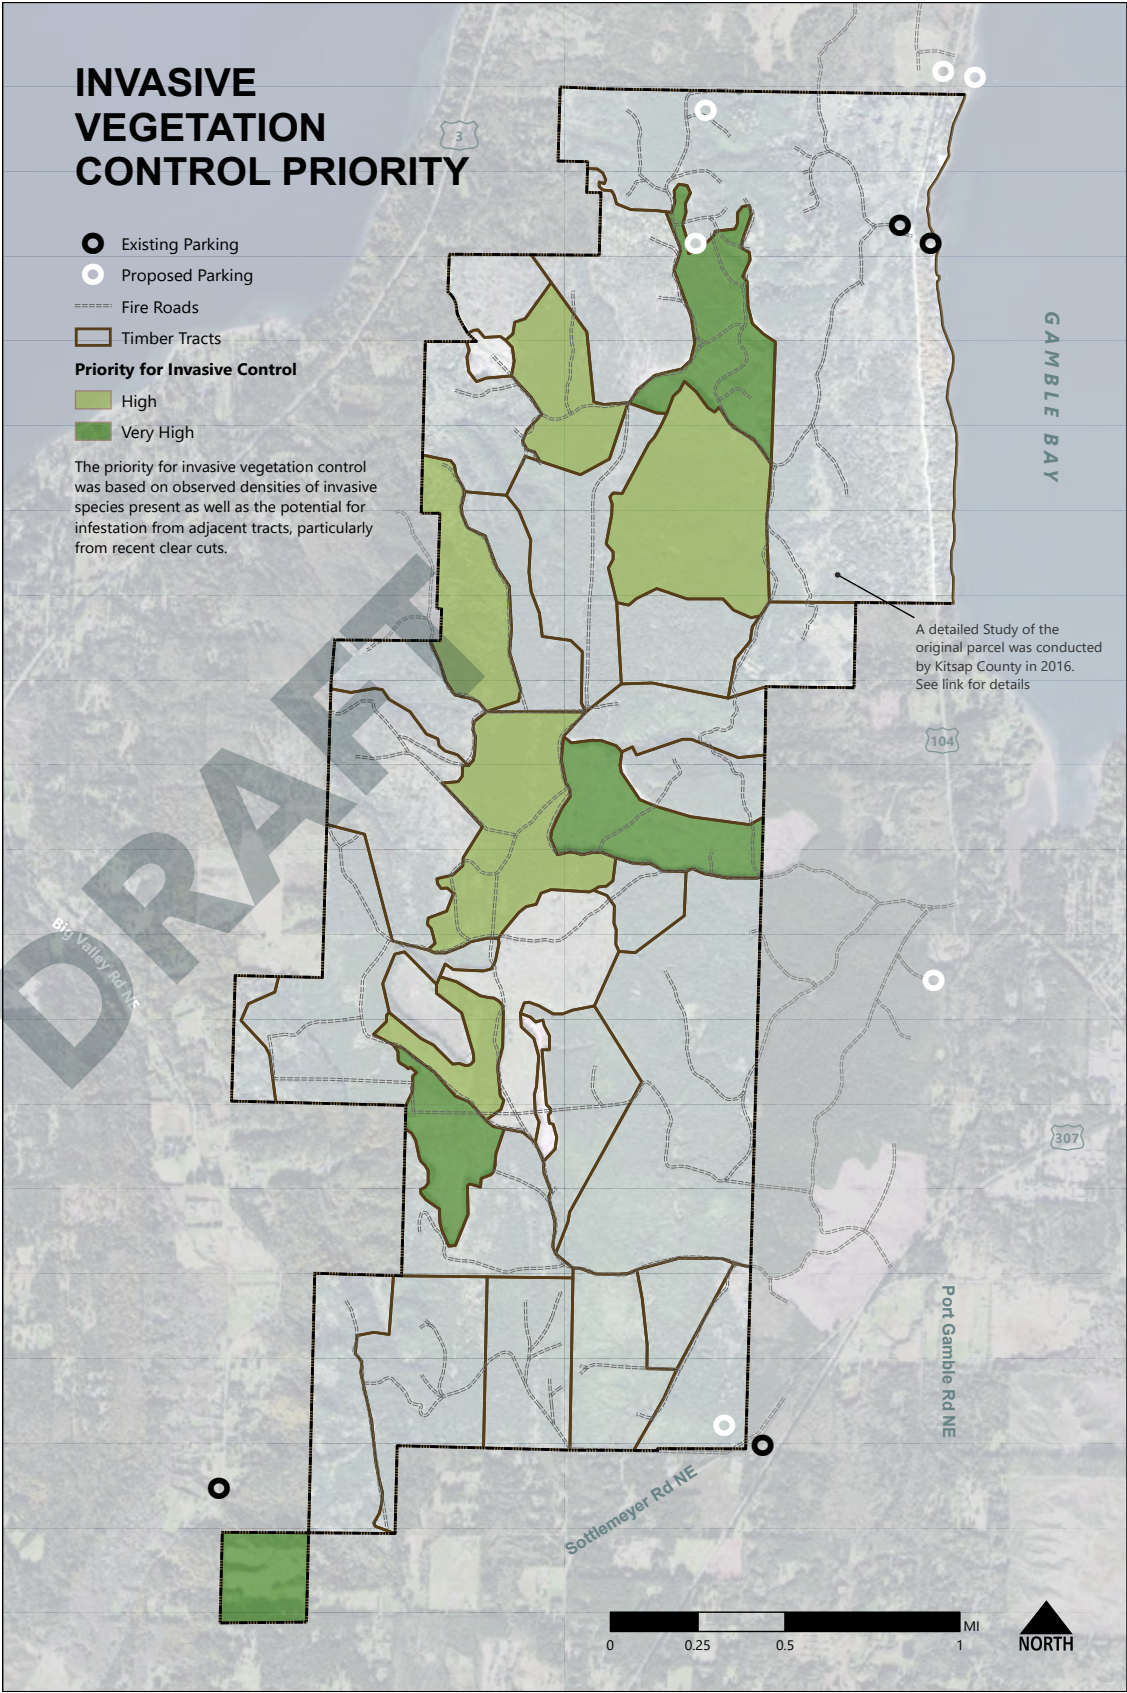 INVASIVE
VEGETATION
CONTROL PRIORITY
3
Existing Parking
Proposed Parking
Fire Roads
Timber Tracts
Priority for Invasive Control
High
Very High
The priority for invasive vegetation control
was based on observed densities of invasive
species present as well as the potential for
infestation from adjacent tracts, particularly
from recent clear cuts.
GAMBLE BAY
A detailed Study of the
original parcel was conducted
by Kitsap County in 2016.
See link for details
104
DRAFT
Big Valley Rd NE
307
Port Gamble Rd NE
Sottlemeyer Rd NE
0 0.25 0.5 1 MI
NORTH